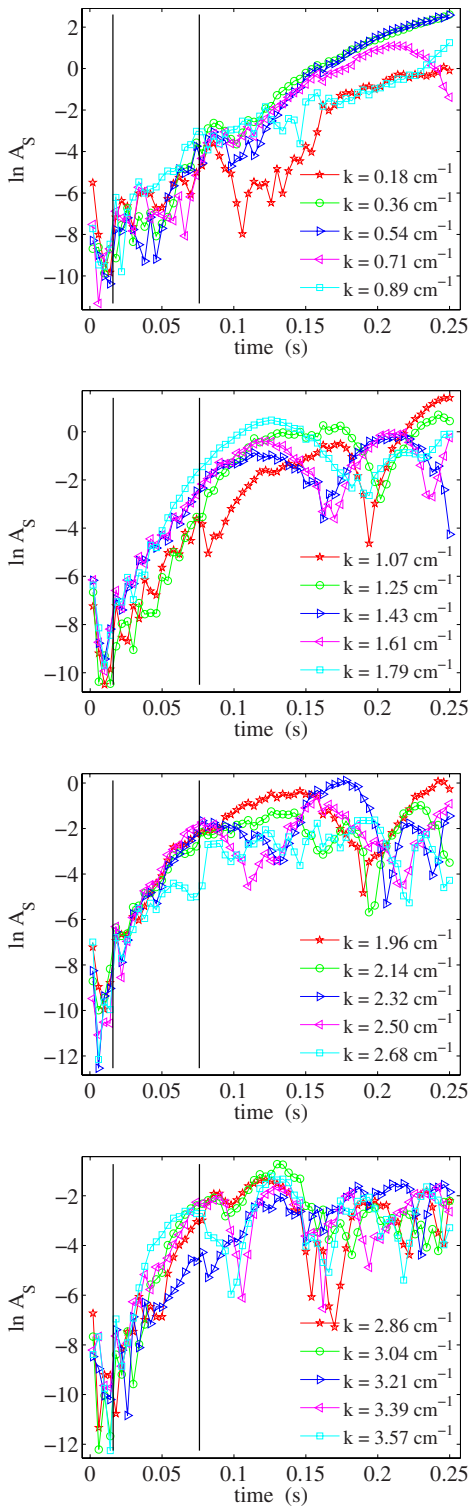 2
0
−2
−4
−6
−8
−10
ln A_S
k = 0.18 cm⁻¹
k = 0.36 cm⁻¹
k = 0.54 cm⁻¹
k = 0.71 cm⁻¹
k = 0.89 cm⁻¹
0 0.05 0.1 0.15 0.2 0.25
time (s)
0
−2
−4
−6
−8
−10
ln A_S
k = 1.07 cm⁻¹
k = 1.25 cm⁻¹
k = 1.43 cm⁻¹
k = 1.61 cm⁻¹
k = 1.79 cm⁻¹
0 0.05 0.1 0.15 0.2 0.25
time (s)
0
−2
−4
−6
−8
−10
−12
ln A_S
k = 1.96 cm⁻¹
k = 2.14 cm⁻¹
k = 2.32 cm⁻¹
k = 2.50 cm⁻¹
k = 2.68 cm⁻¹
0 0.05 0.1 0.15 0.2 0.25
time (s)
−2
−4
−6
−8
−10
−12
ln A_S
k = 2.86 cm⁻¹
k = 3.04 cm⁻¹
k = 3.21 cm⁻¹
k = 3.39 cm⁻¹
k = 3.57 cm⁻¹
0 0.05 0.1 0.15 0.2 0.25
time (s)